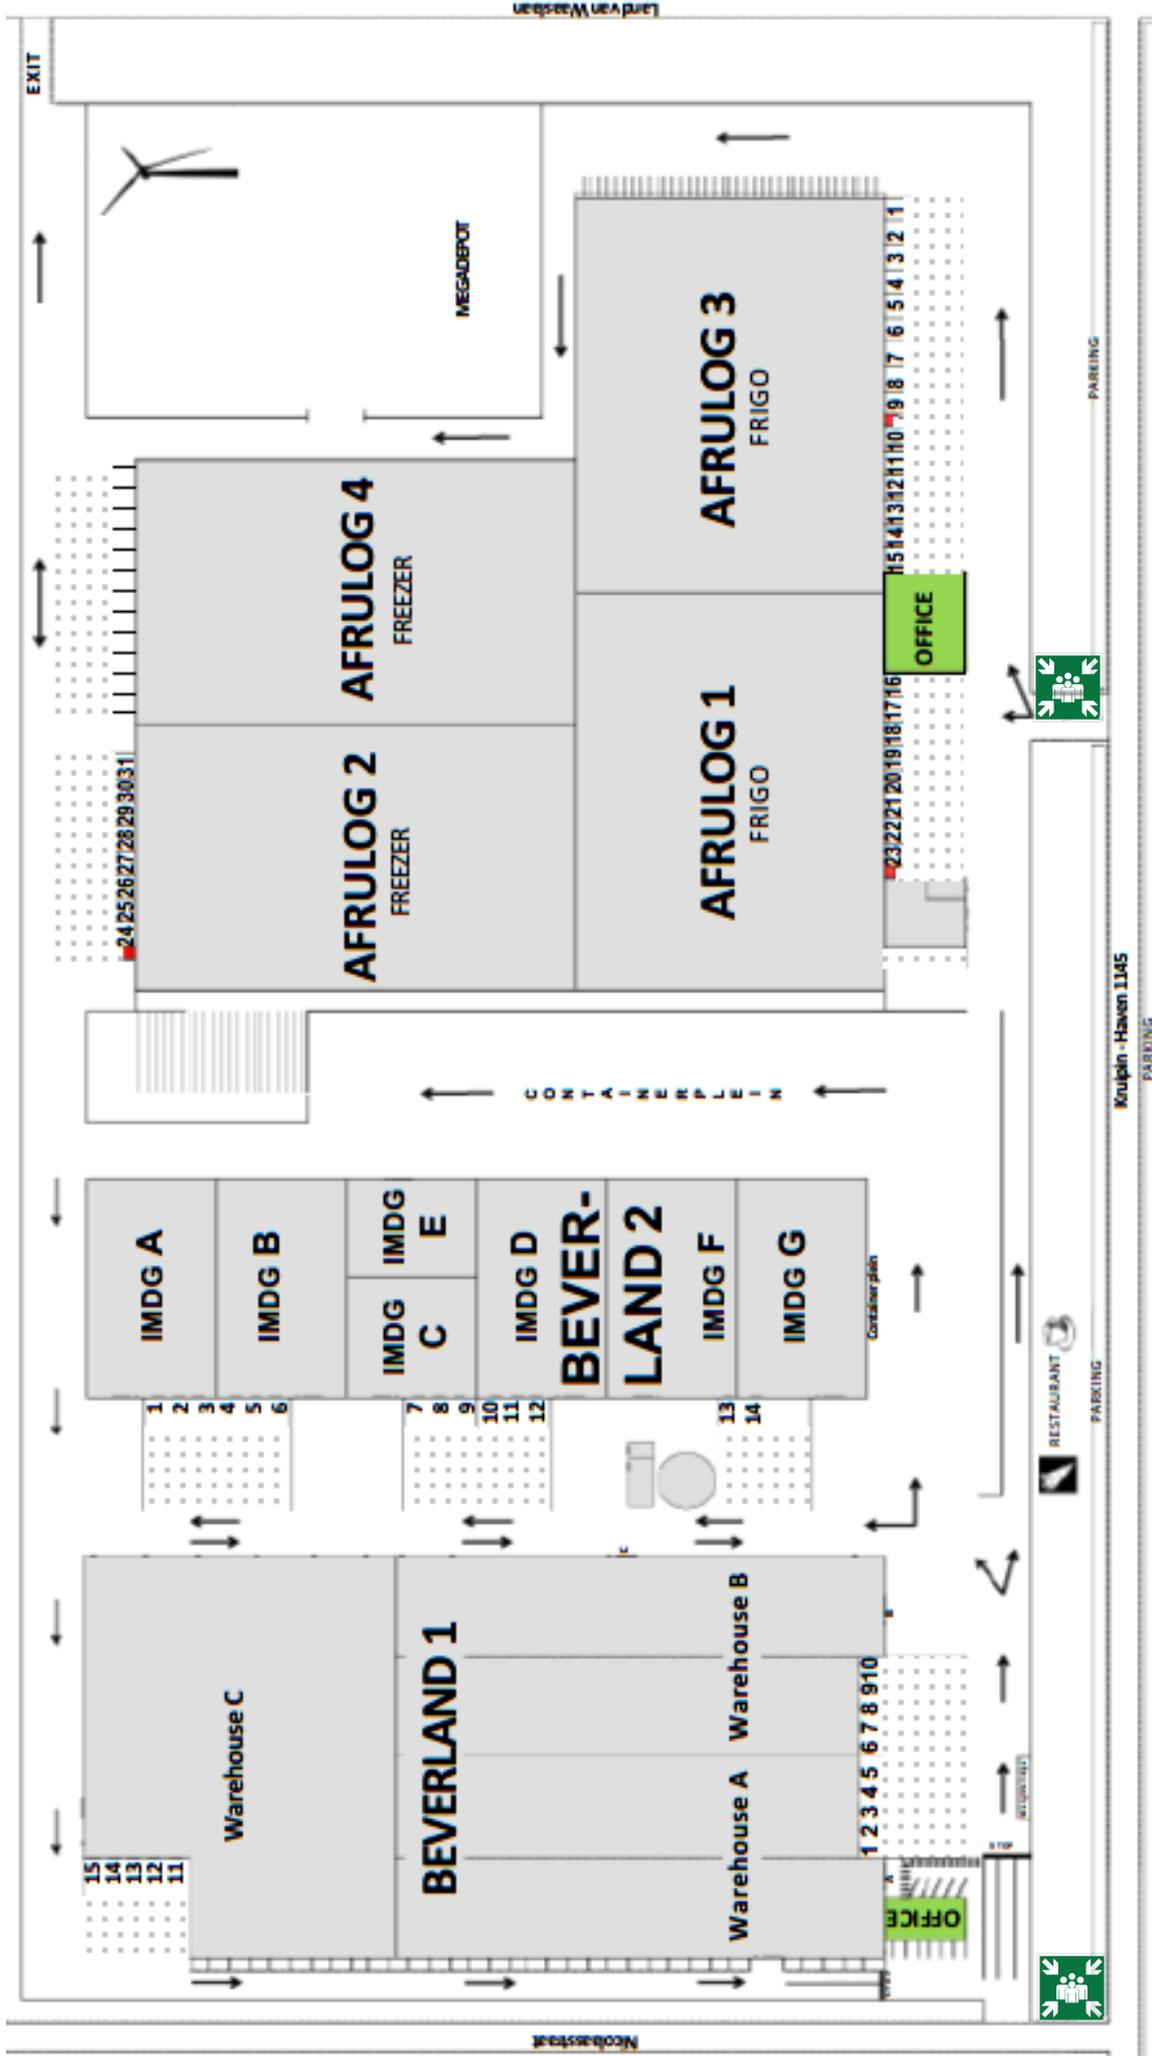 Land van Waaslaan
EXIT
MEGADEPOT
AFRULOG 3
FRIGO
1 2 3 4 5 6 7 8 9 10 11 12 13 14 15
PARKING
AFRULOG 4
FREEZER
OFFICE
AFRULOG 1
FRIGO
16 17 18 19 20 21 22 23
AFRULOG 2
FREEZER
24 25 26 27 28 29 30 31
Kruipin - Haven 1145
PARKING
CONTAINERPLEIN
IMDG A
IMDG B
IMDG E
IMDG C
IMDG D
BEVER-
LAND 2
IMDG F
IMDG G
Container plein
1 2 3 4 5 6
7 8 9 10 11 12
13 14
RESTAURANT
PARKING
C
Warehouse C
BEVERLAND 1
Warehouse B
Warehouse A
1 2 3 4 5 6 7 8 9 10
15 14 13 12 11
A
STOP
OFFICE
Nicolaasstraat